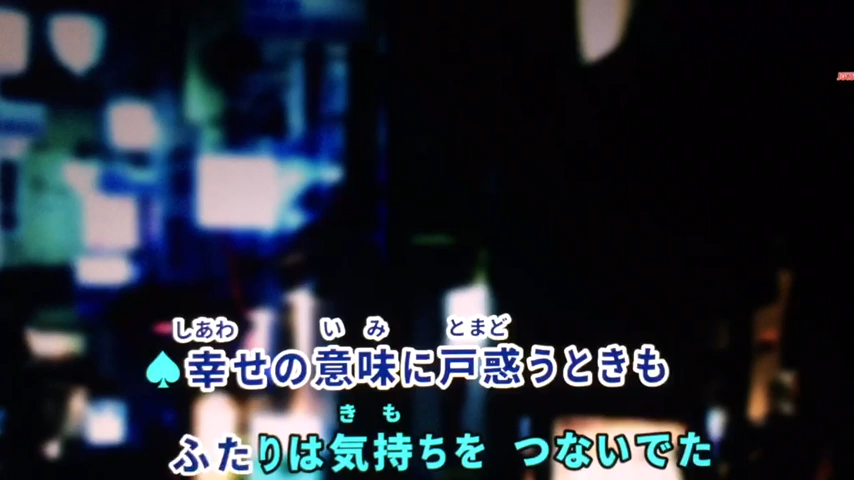 しあわ い み とまど
♠幸せの意味に戸惑うときも
き も
ふたりは気持ちを つないでた